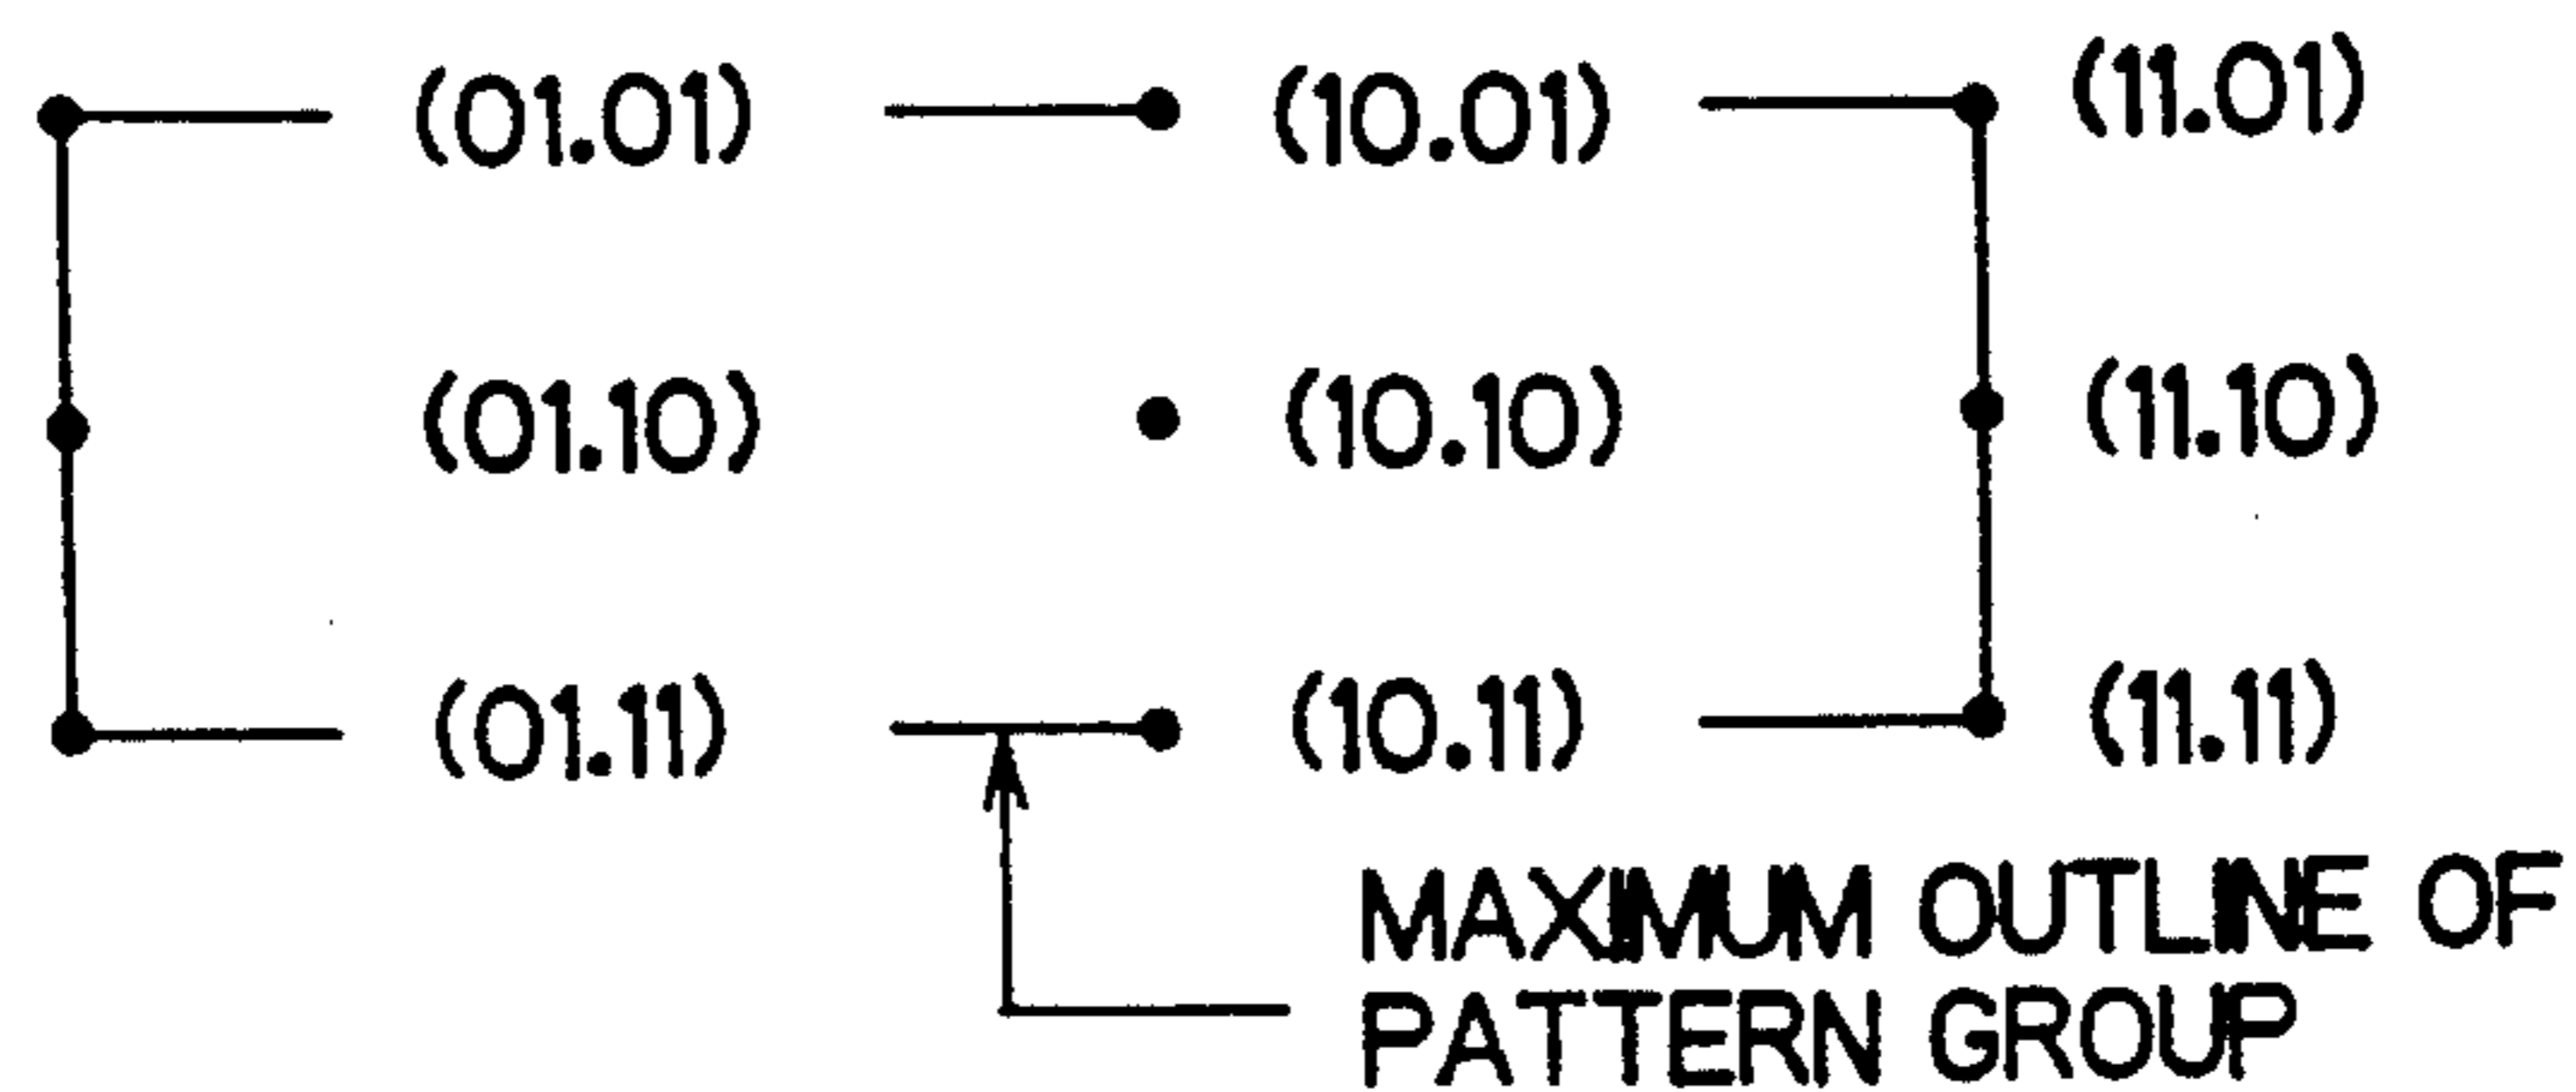 (01.01) (10.01) (11.01)
(01.10) (10.10) (11.10)
(01.11) (10.11) (11.11)
MAXIMUM OUTLINE OF
PATTERN GROUP